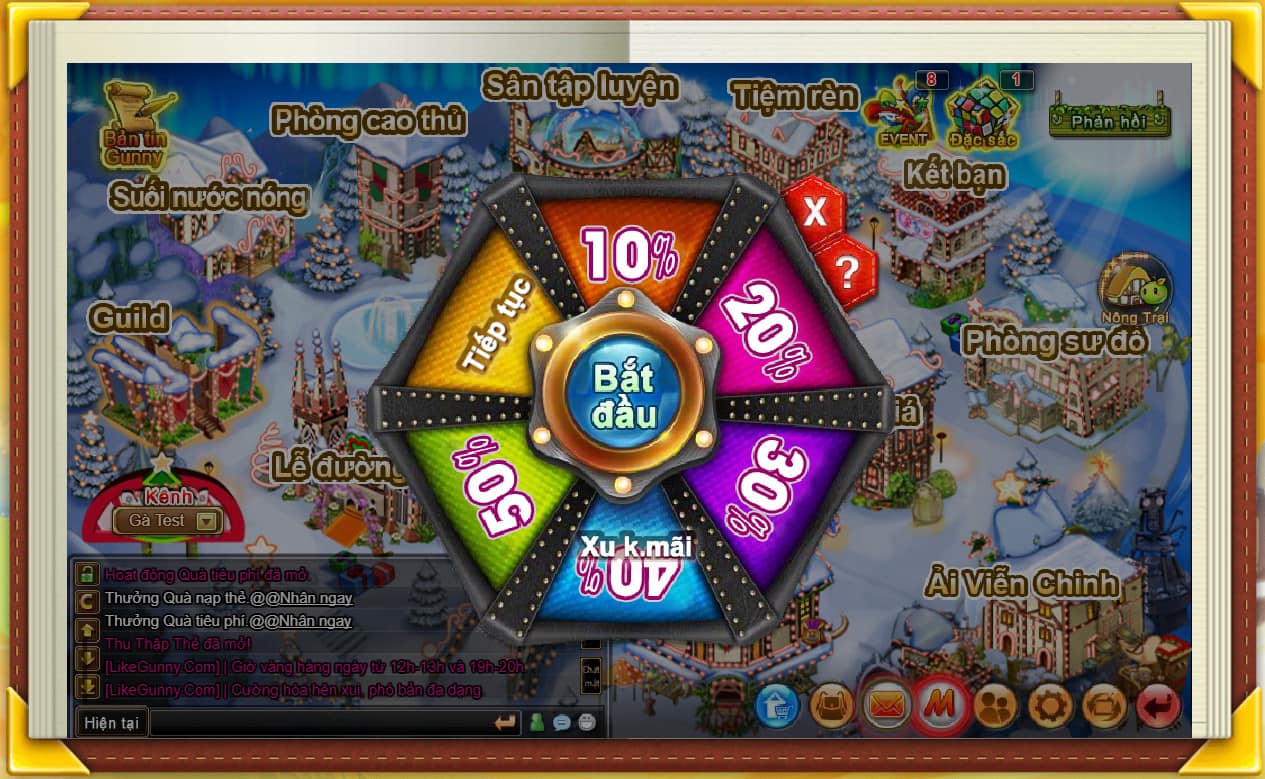 Sân tập luyện
8
1
Tiệm rèn
Phòng cao thủ
Phản hồi
EVENT
Đặc sắc
Bản tin
Gunny
Kết bạn
Suối nước nóng
X
10%
?
20%
Tiếp tục
Nông Trại
Guild
Phòng sư đồ
Bắt
đầu
iá
Lễ đường
50%
30%
Kênh
Gà Test
Xu k.mãi
40%
Hoạt động Quà tiêu phí đã mở.
Ải Viễn Chinh
Thưởng Quà nạp thẻ.@@Nhận ngay
Thưởng Quà tiêu phí.@@Nhận ngay
Thu Thập Thẻ đã mở!
[LikeGunny.Com] | Giờ vàng hàng ngày từ 12h-13h và 19h-20h.
[LikeGunny.Com] | Cường hóa hên xui, phó bản đa dạng.
C
M
Hiện tại